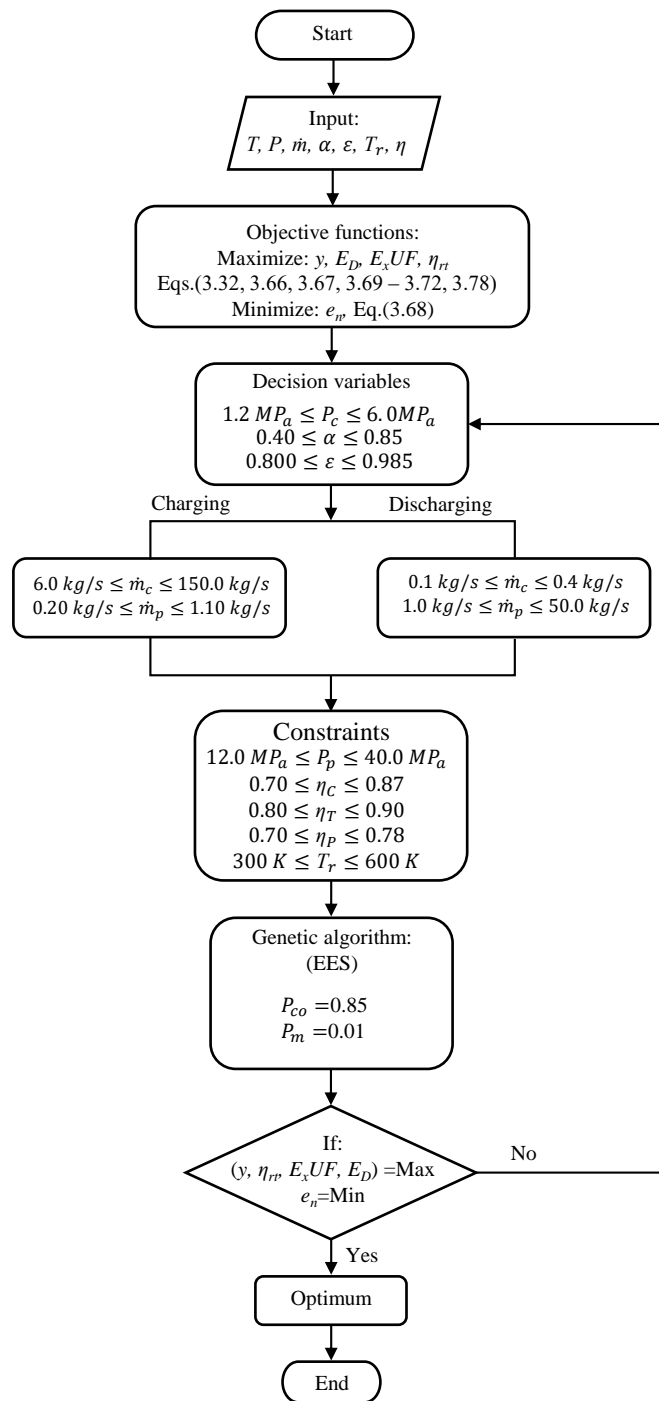 Start
Input:
T, P, ṁ, α, ε, Tᵣ, η
Objective functions:
Maximize: y, E_D, E_xUF, η_rt
Eqs.(3.32, 3.66, 3.67, 3.69 – 3.72, 3.78)
Minimize: e_n, Eq.(3.68)
Decision variables
1.2 MP_a ≤ P_c ≤ 6.0MP_a
0.40 ≤ α ≤ 0.85
0.800 ≤ ε ≤ 0.985
Charging
Discharging
6.0 kg/s ≤ ṁ_c ≤ 150.0 kg/s
0.20 kg/s ≤ ṁ_p ≤ 1.10 kg/s
0.1 kg/s ≤ ṁ_c ≤ 0.4 kg/s
1.0 kg/s ≤ ṁ_p ≤ 50.0 kg/s
Constraints
12.0 MP_a ≤ P_p ≤ 40.0 MP_a
0.70 ≤ η_C ≤ 0.87
0.80 ≤ η_T ≤ 0.90
0.70 ≤ η_P ≤ 0.78
300 K ≤ T_r ≤ 600 K
Genetic algorithm:
(EES)
P_co =0.85
P_m =0.01
If:
(y, η_rt, E_xUF, E_D) =Max
e_n=Min
No
Yes
Optimum
End